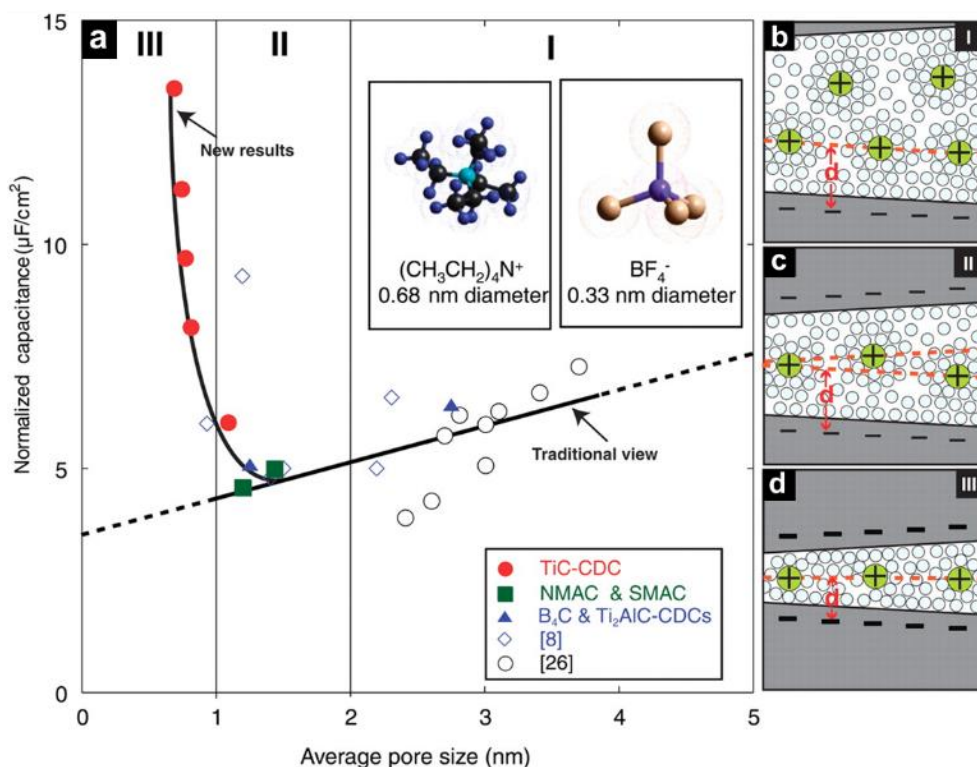 a
III
II
I
15
10
5
0
Normalized capacitance (µF/cm²)
New results
(CH₃CH₂)₄N⁺
0.68 nm diameter
BF₄⁻
0.33 nm diameter
Traditional view
TiC-CDC
NMAC & SMAC
B₄C & Ti₂AlC-CDCs
[8]
[26]
0 1 2 3 4 5
Average pore size (nm)
b
I
d
c
II
d
d
III
d